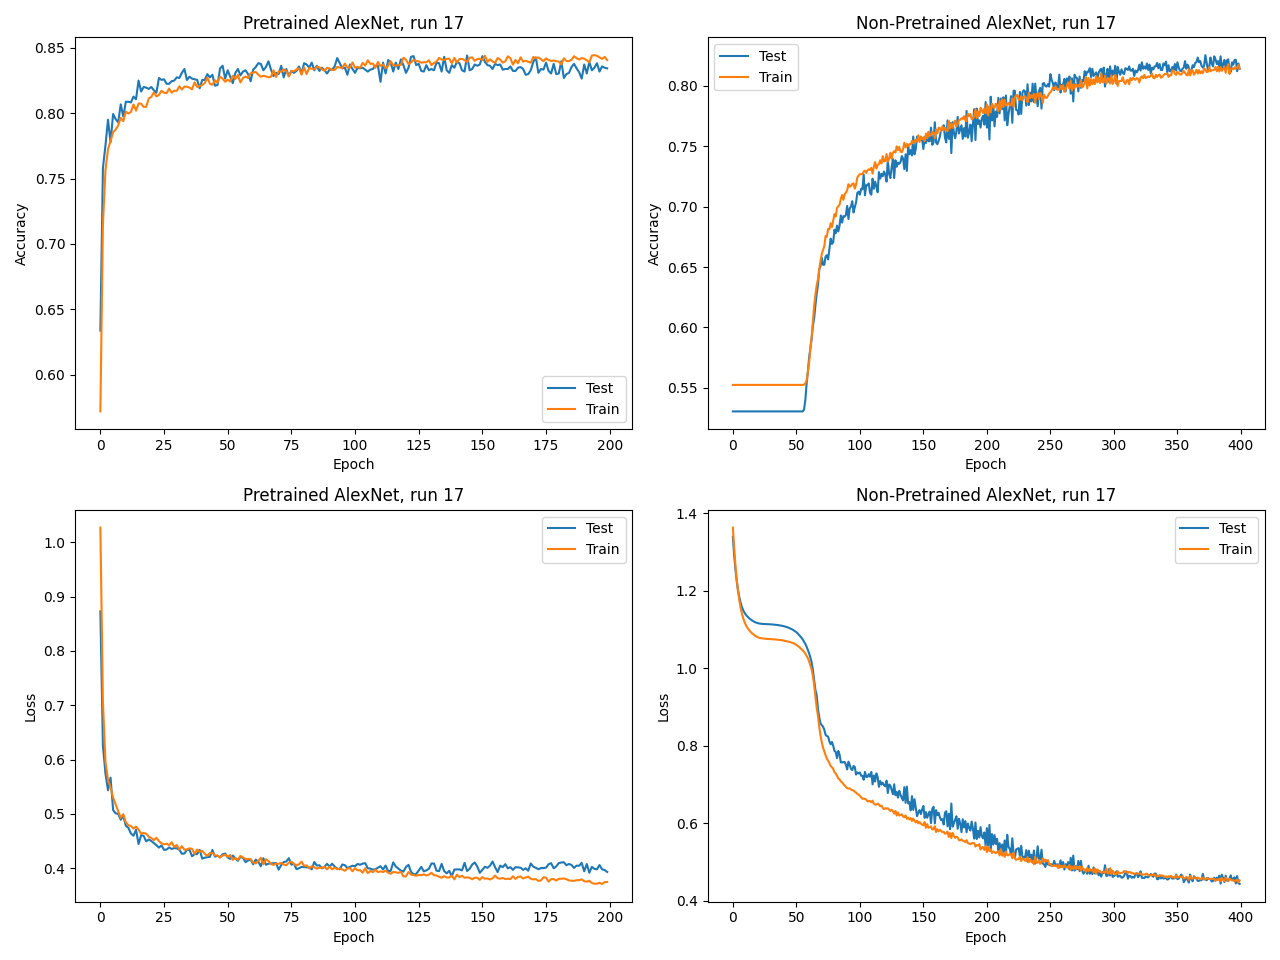 Pretrained AlexNet, run 17
0.85
0.80
0.75
0.70
0.65
0.60
Accuracy
Test
Train
0 25 50 75 100 125 150 175 200
Epoch
Non-Pretrained AlexNet, run 17
Test
Train
0.80
0.75
0.70
0.65
0.60
0.55
Accuracy
0 50 100 150 200 250 300 350 400
Epoch
Pretrained AlexNet, run 17
Test
Train
1.0
0.9
0.8
0.7
0.6
0.5
0.4
Loss
0 25 50 75 100 125 150 175 200
Epoch
Non-Pretrained AlexNet, run 17
Test
Train
1.4
1.2
1.0
0.8
0.6
0.4
Loss
0 50 100 150 200 250 300 350 400
Epoch